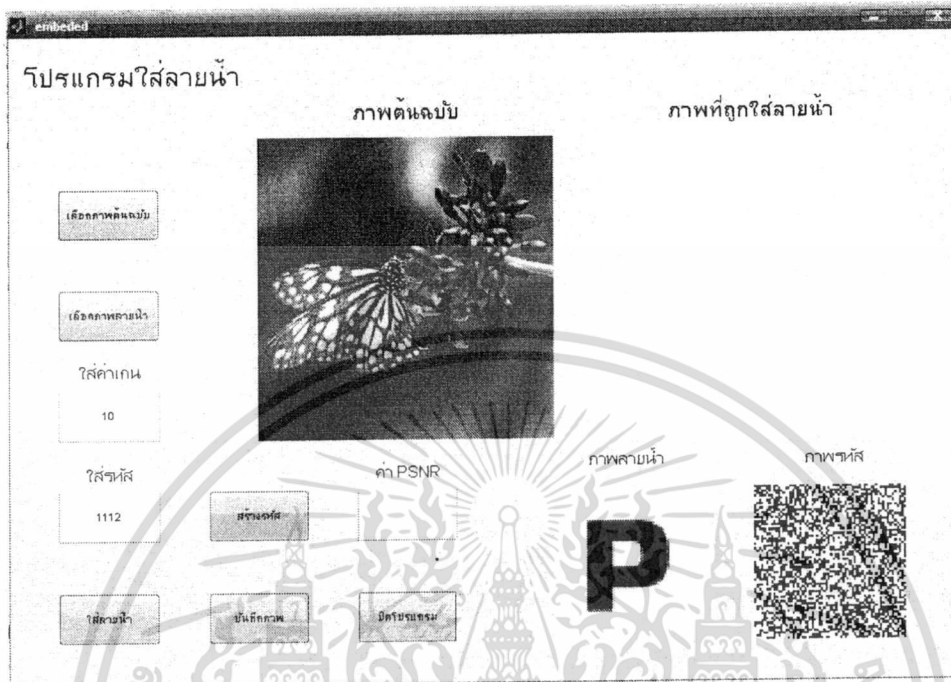 embeded
โปรแกรมใส่ลายน้ำ
ภาพต้นฉบับ
ภาพที่ถูกใส่ลายน้ำ
เลือกภาพต้นฉบับ
เลือกภาพลายน้ำ
ใส่ค่าเกน
10
ใส่รหัส
1112
สร้างรหัส
ค่า PSNR
ภาพลายน้ำ
ภาพรหัส
P
ใส่ลายน้ำ
บันทึกภาพ
ปิดโปรแกรม